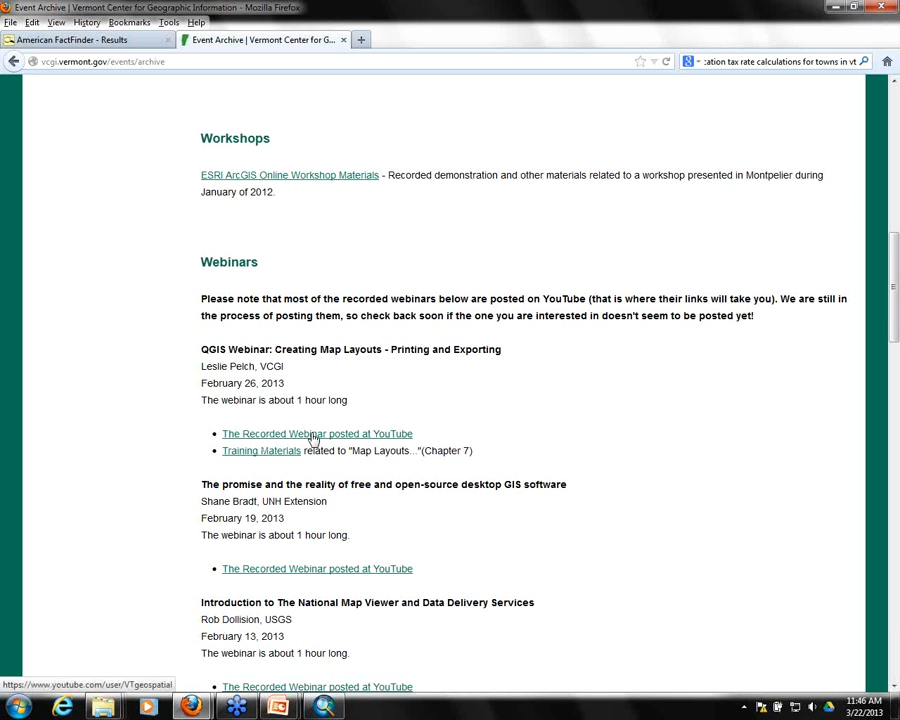 Event Archive | Vermont Center for Geographic Information - Mozilla Firefox
File Edit View History Bookmarks Tools Help
American FactFinder - Results
Event Archive | Vermont Center for G...
vcgi.vermont.gov/events/archive
:ation tax rate calculations for towns in vt
Workshops
ESRI ArcGIS Online Workshop Materials - Recorded demonstration and other materials related to a workshop presented in Montpelier during
January of 2012.
Webinars
Please note that most of the recorded webinars below are posted on YouTube (that is where their links will take you). We are still in
the process of posting them, so check back soon if the one you are interested in doesn't seem to be posted yet!
QGIS Webinar: Creating Map Layouts - Printing and Exporting
Leslie Pelch, VCGI
February 26, 2013
The webinar is about 1 hour long
• The Recorded Webinar posted at YouTube
• Training Materials related to "Map Layouts..."(Chapter 7)
The promise and the reality of free and open-source desktop GIS software
Shane Bradt, UNH Extension
February 19, 2013
The webinar is about 1 hour long.
• The Recorded Webinar posted at YouTube
Introduction to The National Map Viewer and Data Delivery Services
Rob Dollision, USGS
February 13, 2013
The webinar is about 1 hour long.
• The Recorded Webinar posted at YouTube
https://www.youtube.com/user/VTgeospatial
11:46 AM
3/22/2013